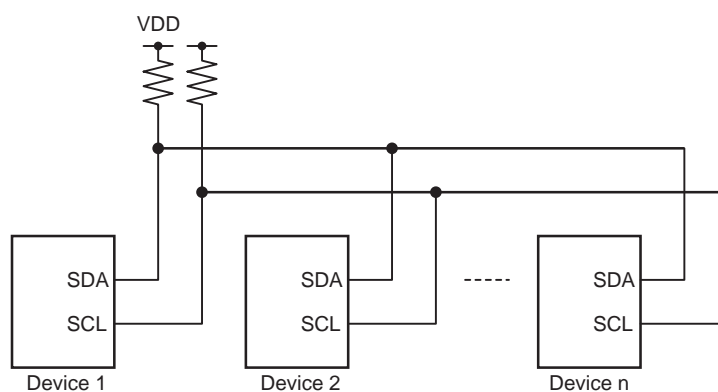 VDD
SDA
SCL
Device 1
SDA
SCL
Device 2
SDA
SCL
Device n